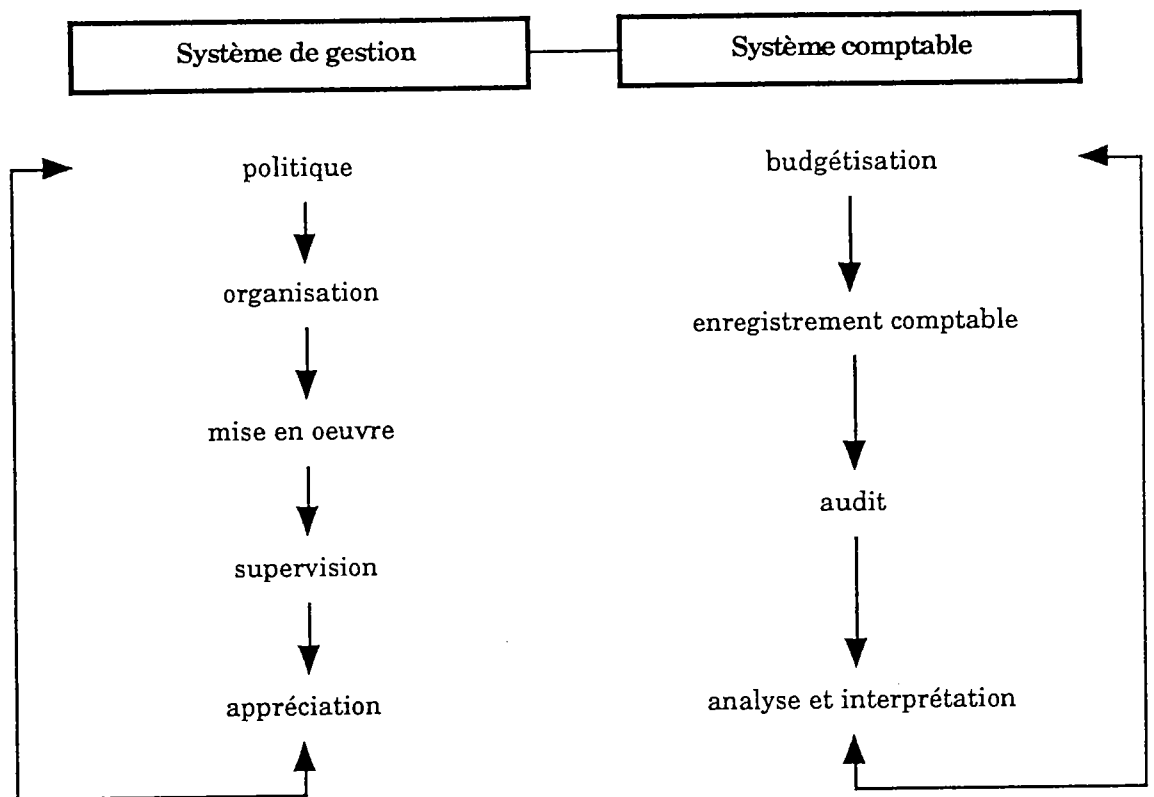 Système de gestion
Système comptable
politique
organisation
mise en oeuvre
supervision
appréciation
budgétisation
enregistrement comptable
audit
analyse et interprétation